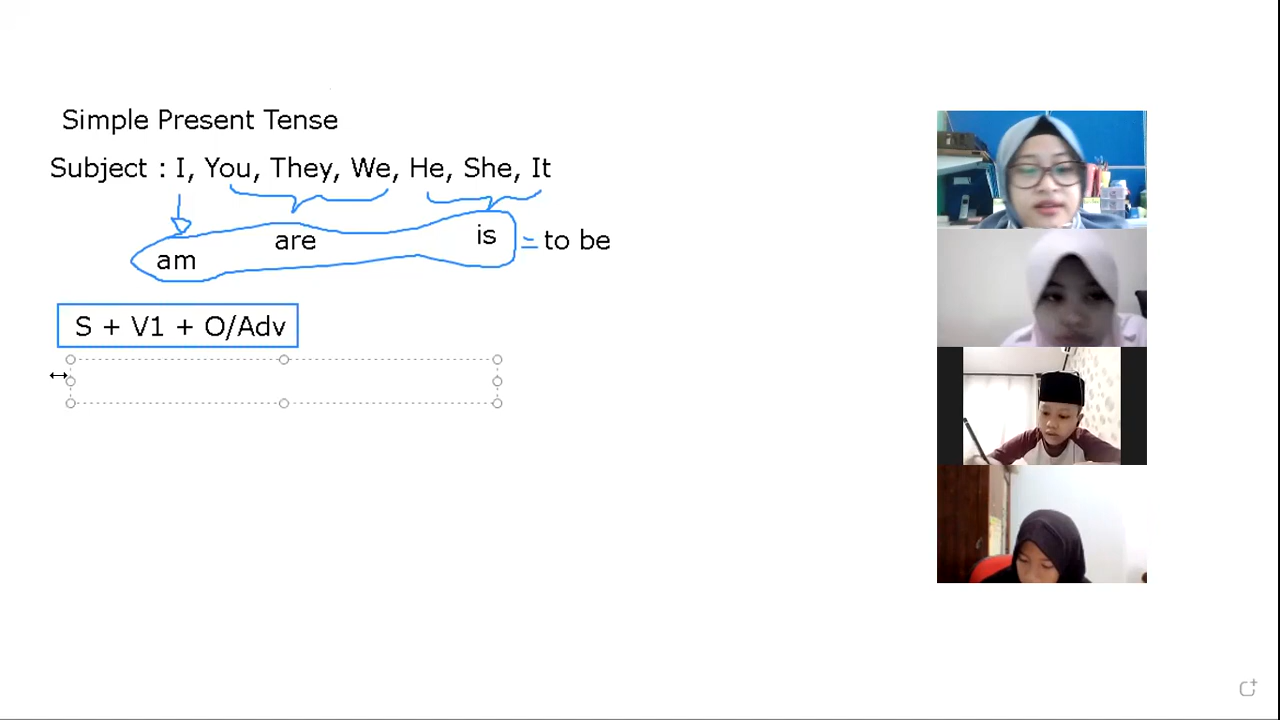 Simple Present Tense
Subject : I, You, They, We, He, She, It
am are is = to be
S + V1 + O/Adv